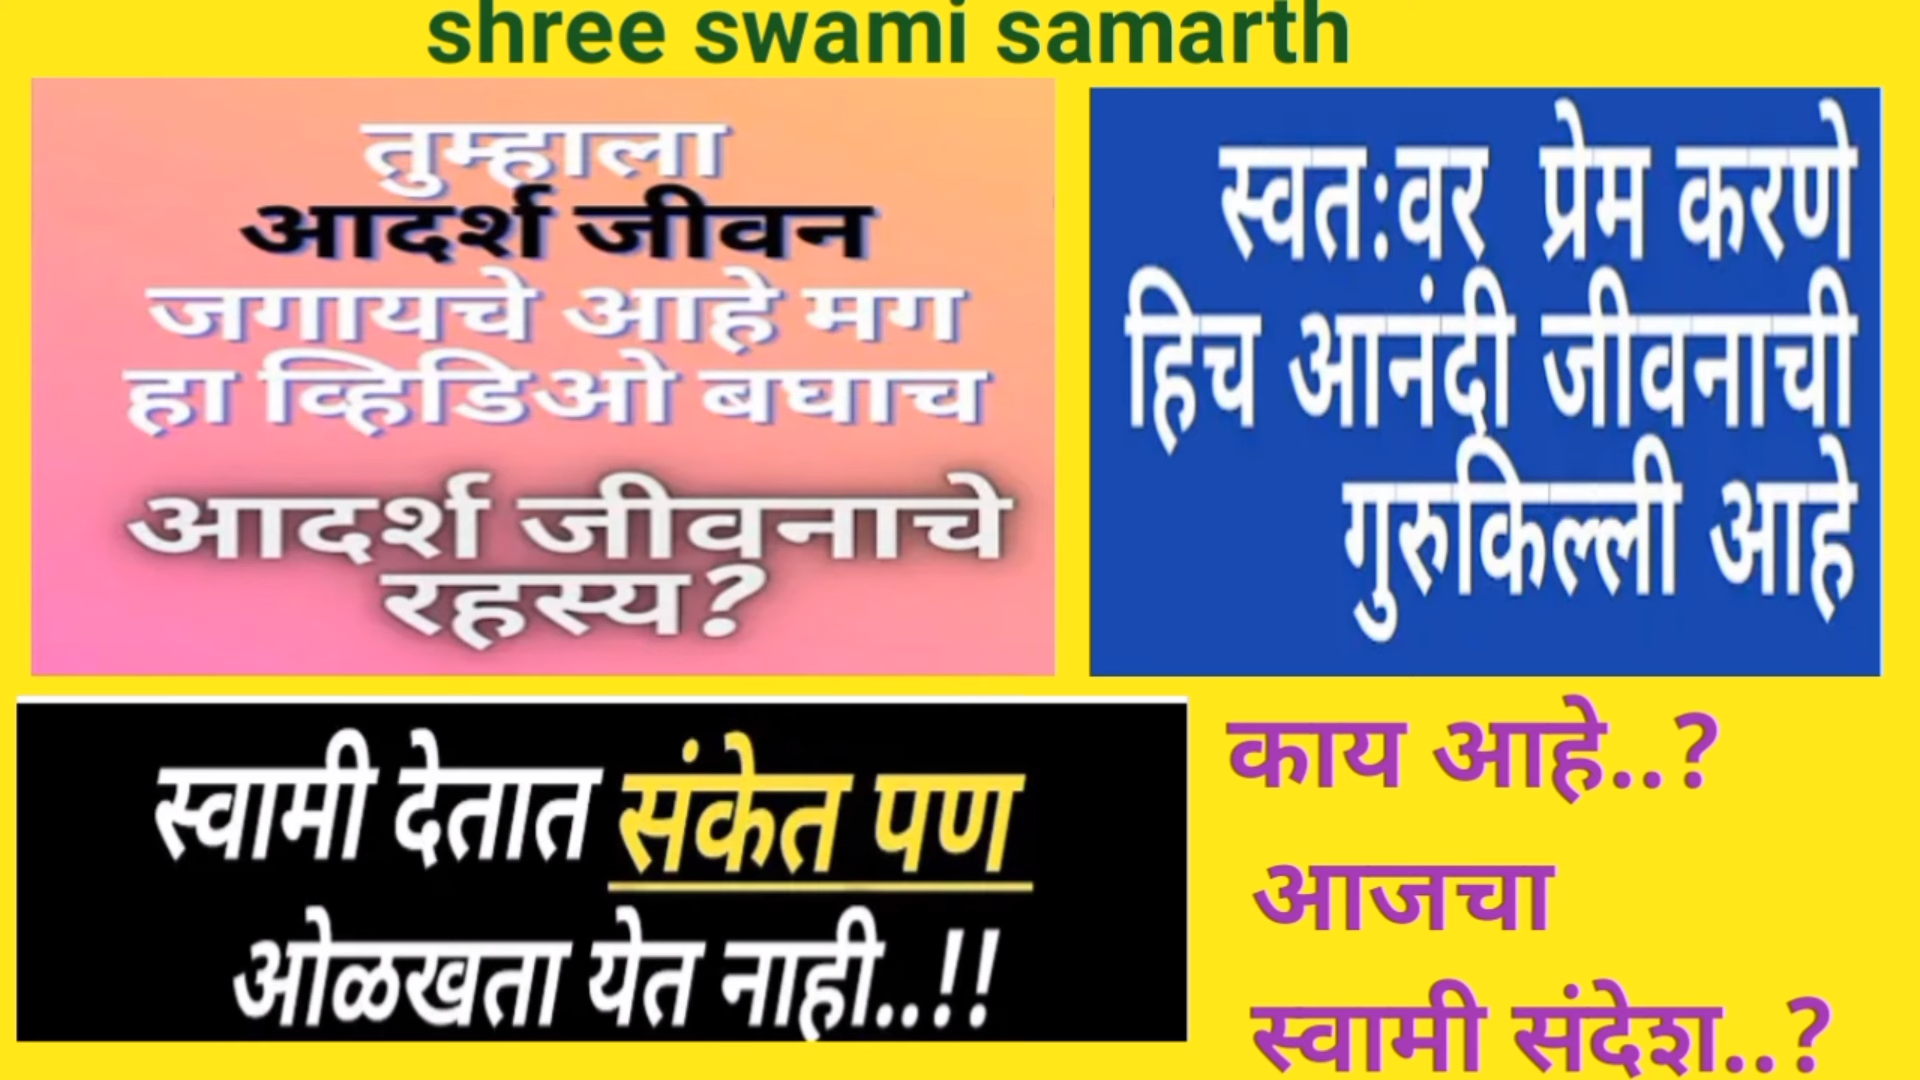 shree swami samarth
तुम्हाला
आदर्श जीवन
जगायचे आहे मग
हा व्हिडिओ बघाच
आदर्श जीवनाचे
रहस्य?
स्वत:वर प्रेम करणे
हिच आनंदी जीवनाची
गुरुकिल्ली आहे
स्वामी देतात संकेत पण
ओळखता येत नाही..!!
काय आहे..?
आजचा
स्वामी संदेश..?